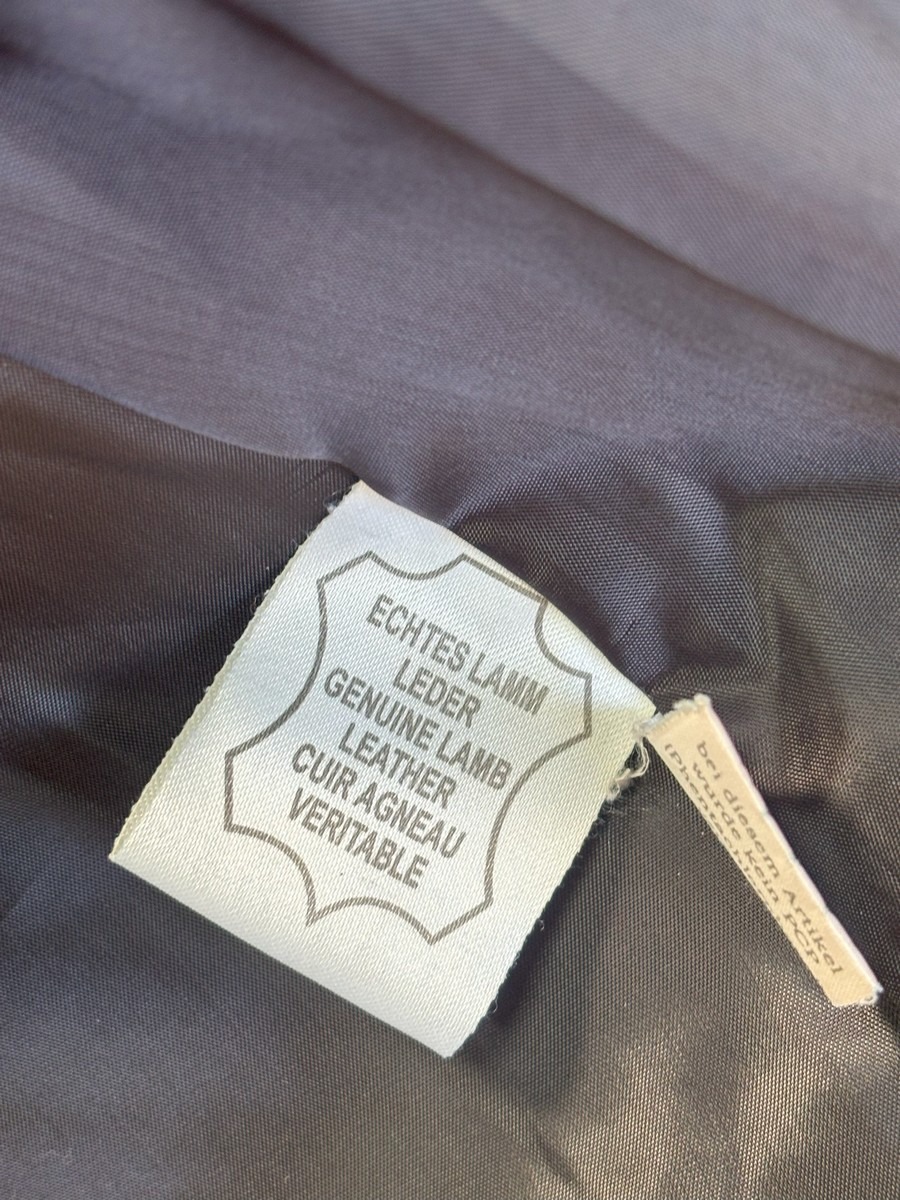 ECHTES LAMM
LEDER
GENUINE LAMB
LEATHER
CUIR AGNEAU
VERITABLE
bei diesem Artikel
wurde kein PCP